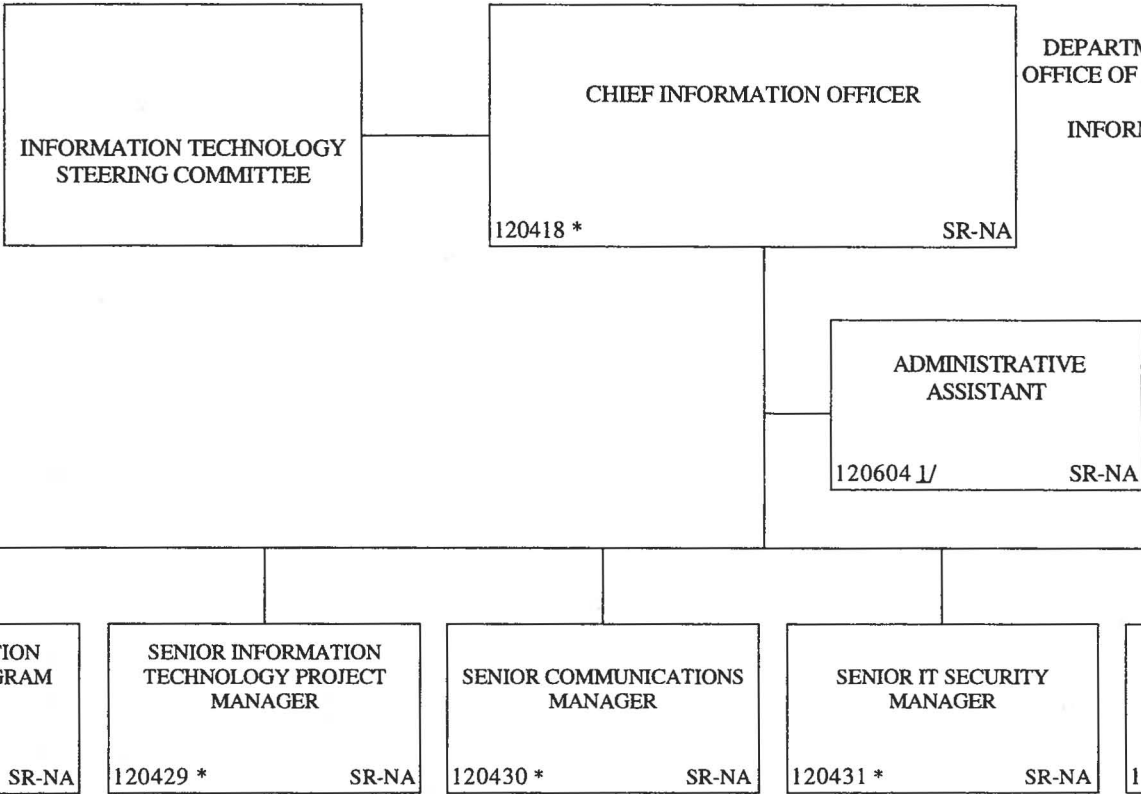 DEPARTM
OFFICE OF
INFORM
INFORMATION TECHNOLOGY
STEERING COMMITTEE
CHIEF INFORMATION OFFICER
120418 * SR-NA
ADMINISTRATIVE
ASSISTANT
120604 1/ SR-NA
TION
GRAM
SR-NA
SENIOR INFORMATION
TECHNOLOGY PROJECT
MANAGER
120429 * SR-NA
SENIOR COMMUNICATIONS
MANAGER
120430 * SR-NA
SENIOR IT SECURITY
MANAGER
120431 * SR-NA
1